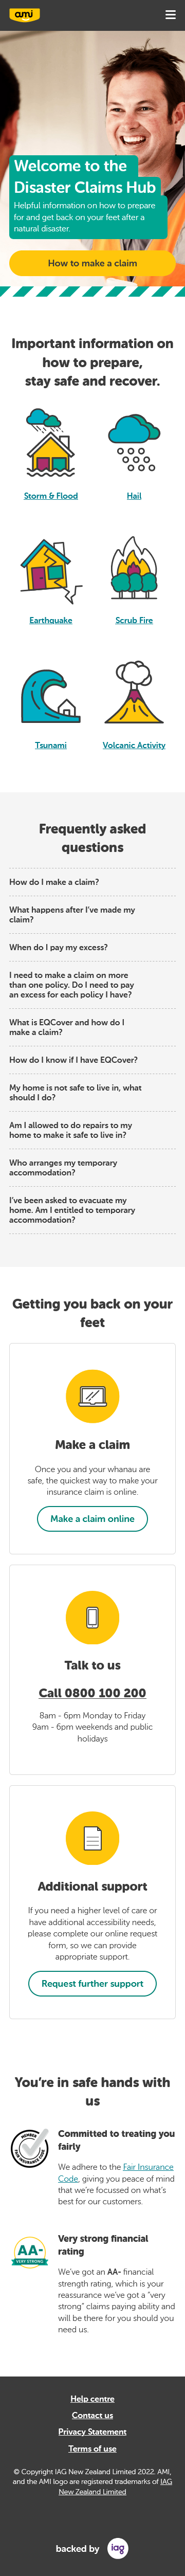 ami
Welcome to the
Disaster Claims Hub
Helpful information on how to prepare
for and get back on your feet after a
natural disaster.
How to make a claim
Important information on
how to prepare,
stay safe and recover.
Storm & Flood
Hail
Earthquake
Scrub Fire
Tsunami
Volcanic Activity
Frequently asked
questions
How do I make a claim?
What happens after I've made my
claim?
When do I pay my excess?
I need to make a claim on more
than one policy. Do I need to pay
an excess for each policy I have?
What is EQCover and how do I
make a claim?
How do I know if I have EQCover?
My home is not safe to live in, what
should I do?
Am I allowed to do repairs to my
home to make it safe to live in?
Who arranges my temporary
accommodation?
I've been asked to evacuate my
home. Am I entitled to temporary
accommodation?
Getting you back on your
feet
Make a claim
Once you and your whanau are
safe, the quickest way to make your
insurance claim is online.
Make a claim online
Talk to us
Call 0800 100 200
8am - 6pm Monday to Friday
9am - 6pm weekends and public
holidays
Additional support
If you need a higher level of care or
have additional accessibility needs,
please complete our online request
form, so we can provide
appropriate support.
Request further support
You're in safe hands with
us
MEMBER
FAIR INSURANCE CODE
Committed to treating you
fairly
We adhere to the Fair Insurance
Code, giving you peace of mind
that we're focussed on what's
best for our customers.
AA-
VERY STRONG
Very strong financial
rating
We've got an AA- financial
strength rating, which is your
reassurance we've got a "very
strong" claims paying ability and
will be there for you should you
need us.
Help centre
Contact us
Privacy Statement
Terms of use
© Copyright IAG New Zealand Limited 2022. AMI,
and the AMI logo are registered trademarks of IAG
New Zealand Limited
backed by iag